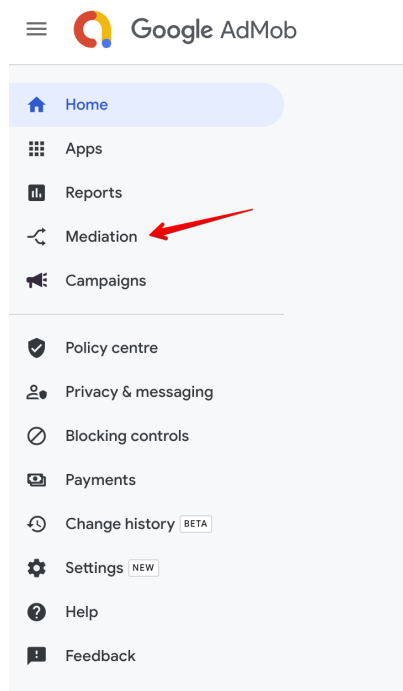 Google AdMob
Home
Apps
Reports
Mediation
Campaigns
Policy centre
Privacy & messaging
Blocking controls
Payments
Change history BETA
Settings NEW
Help
Feedback